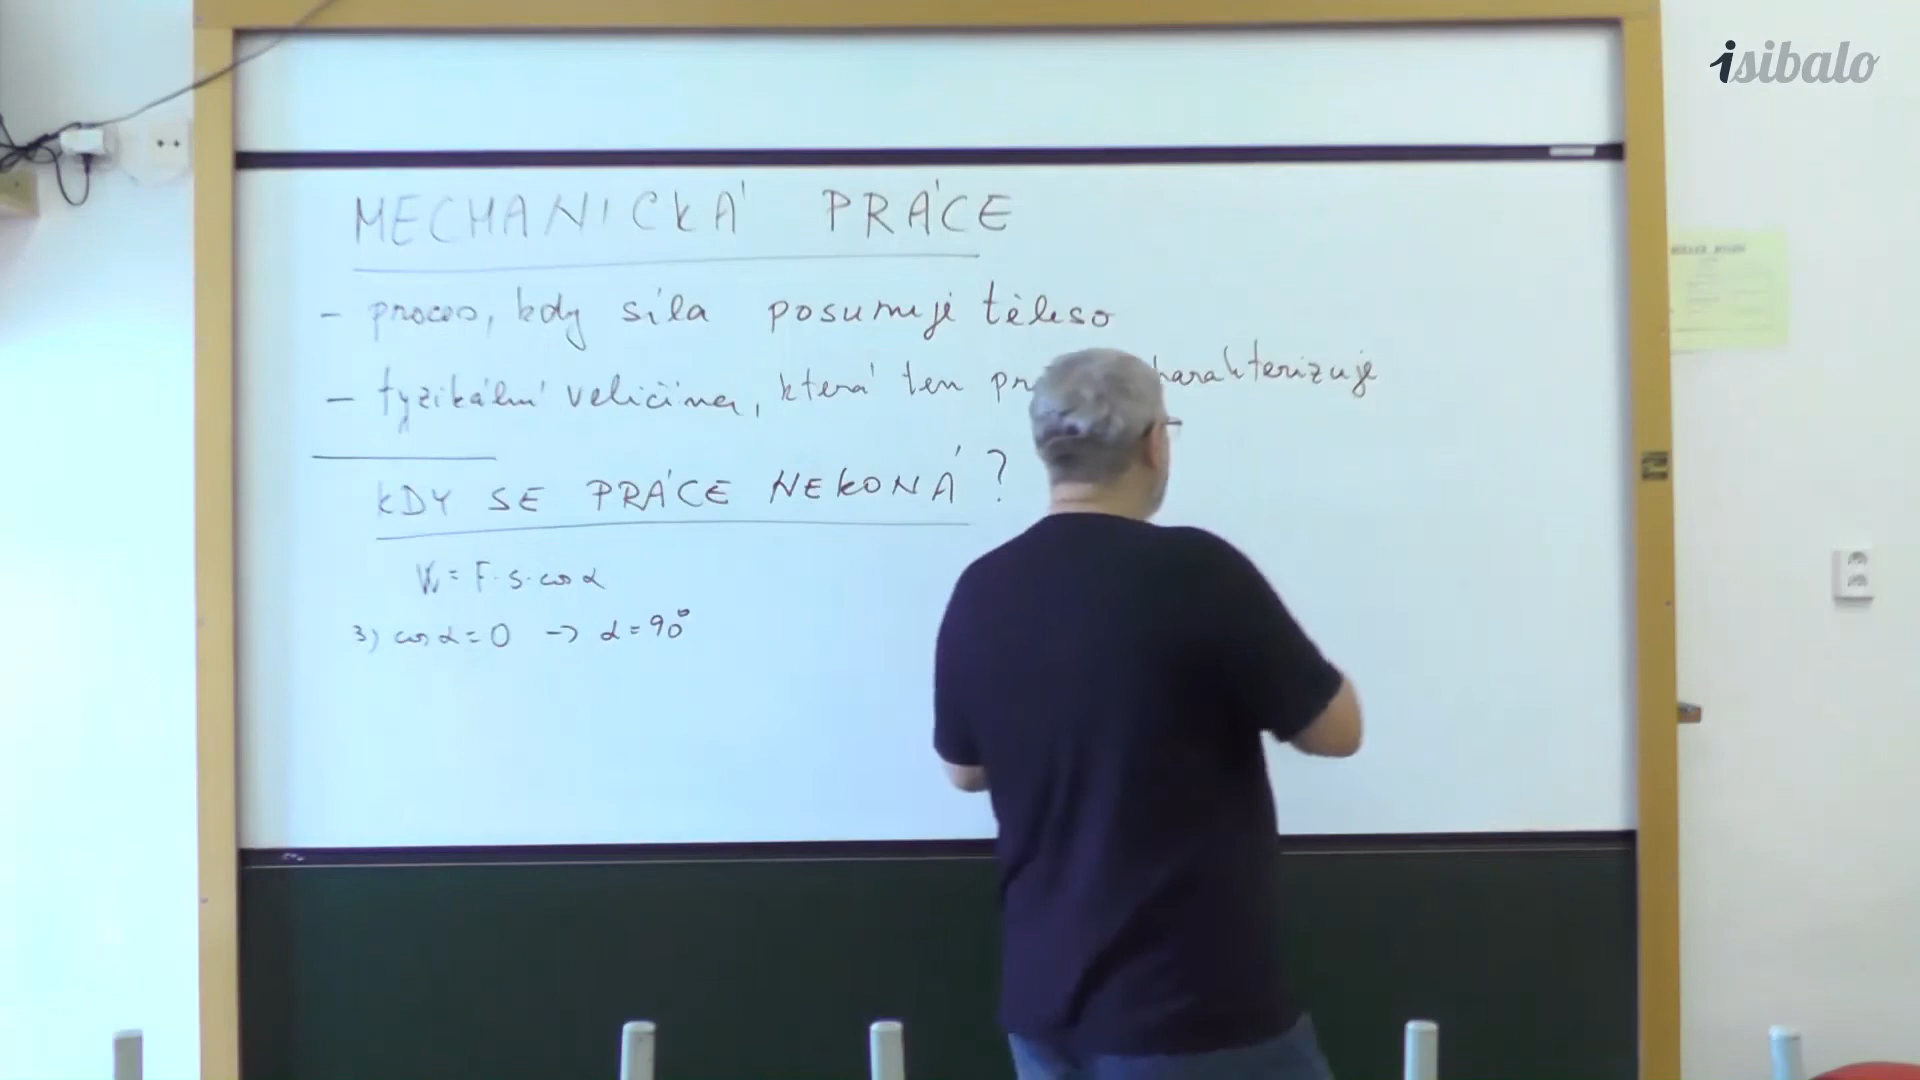 isibalo
MECHANICKÁ PRÁCE
- proces, kdy síla posunuje těleso
- fyzikální veličina, která ten charakterizuje
KDY SE PRÁCE NEKONÁ?
W = F·s·cos α
3) cos α = 0 -> α = 90°